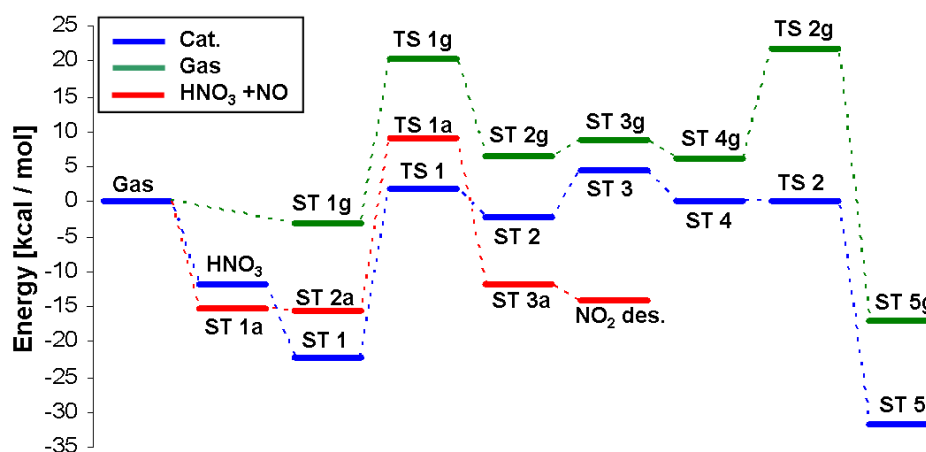 Energy [kcal / mol]
25
20
15
10
5
0
-5
-10
-15
-20
-25
-30
-35
Cat.
Gas
HNO₃ +NO
Gas
HNO₃
ST 1a
ST 1g
ST 2a
ST 1
TS 1g
TS 1a
TS 1
ST 2g
ST 2
ST 3a
ST 3g
ST 3
NO₂ des.
ST 4g
ST 4
TS 2g
TS 2
ST 5g
ST 5